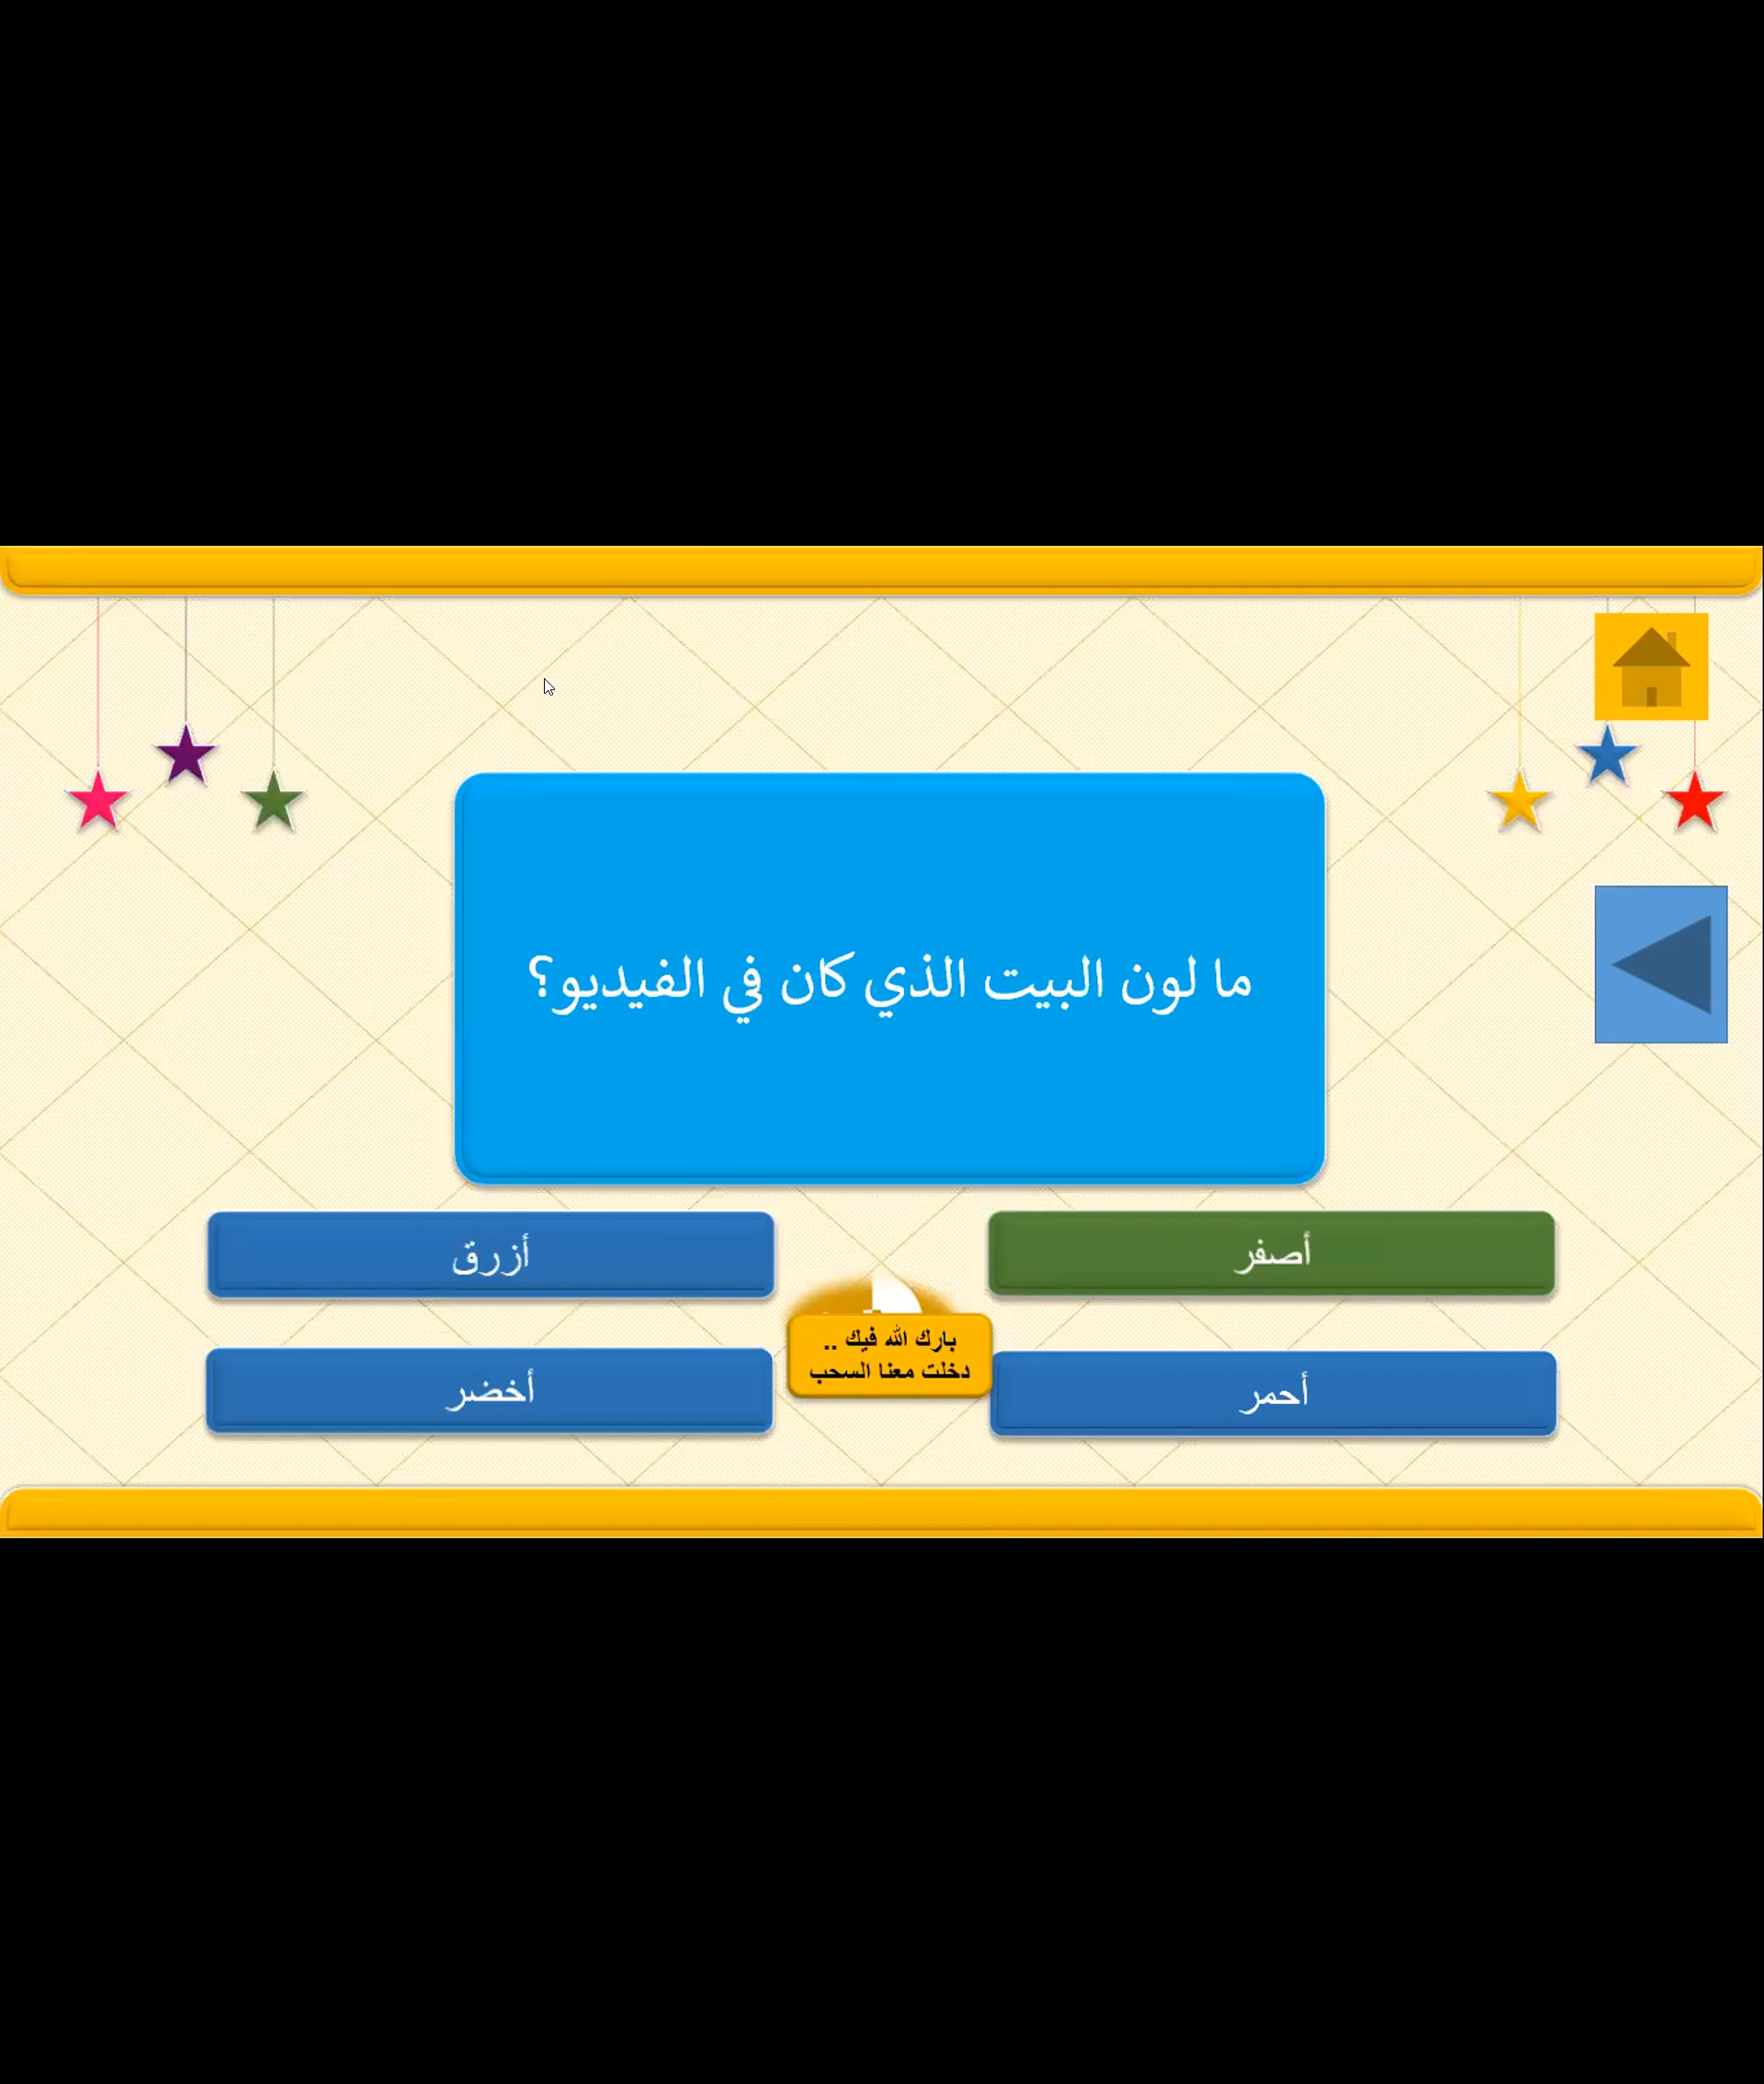 ما لون البيت الذي كان في الفيديو؟
أصفر
أزرق
بارك الله فيك ..
دخلت معنا السحب
أحمر
أخضر